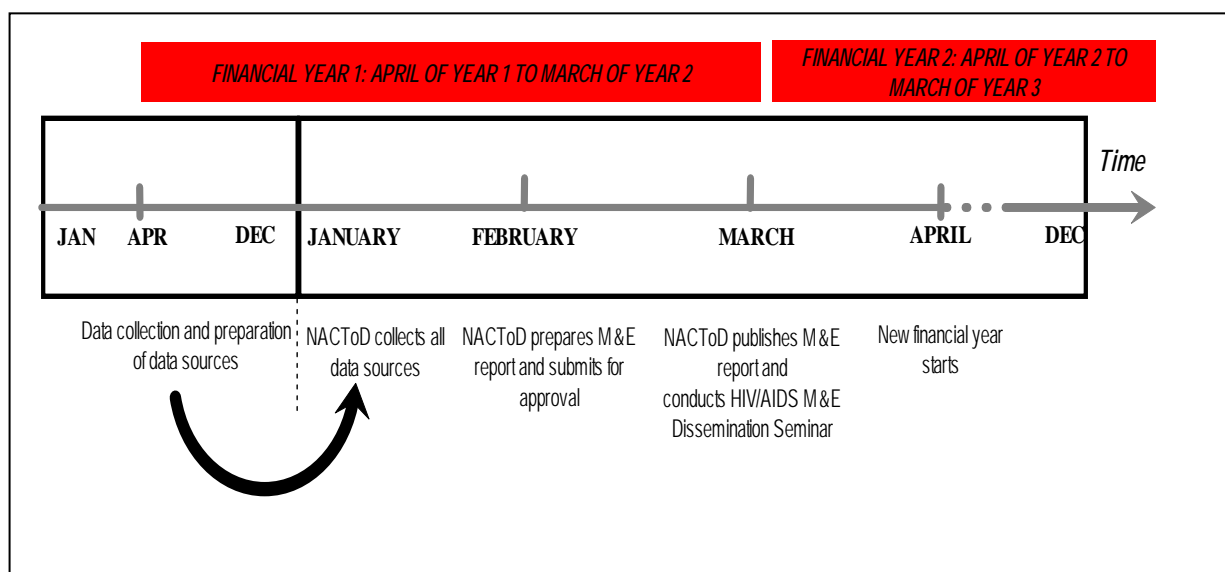 FINANCIAL YEAR 1: APRIL OF YEAR 1 TO MARCH OF YEAR 2
FINANCIAL YEAR 2: APRIL OF YEAR 2 TO
MARCH OF YEAR 3
Time
JAN APR DEC JANUARY FEBRUARY MARCH APRIL DEC
Data collection and preparation
of data sources
NACToD collects all
data sources
NACToD prepares M&E
report and submits for
approval
NACToD publishes M&E
report and
conducts HIV/AIDS M&E
Dissemination Seminar
New financial year
starts